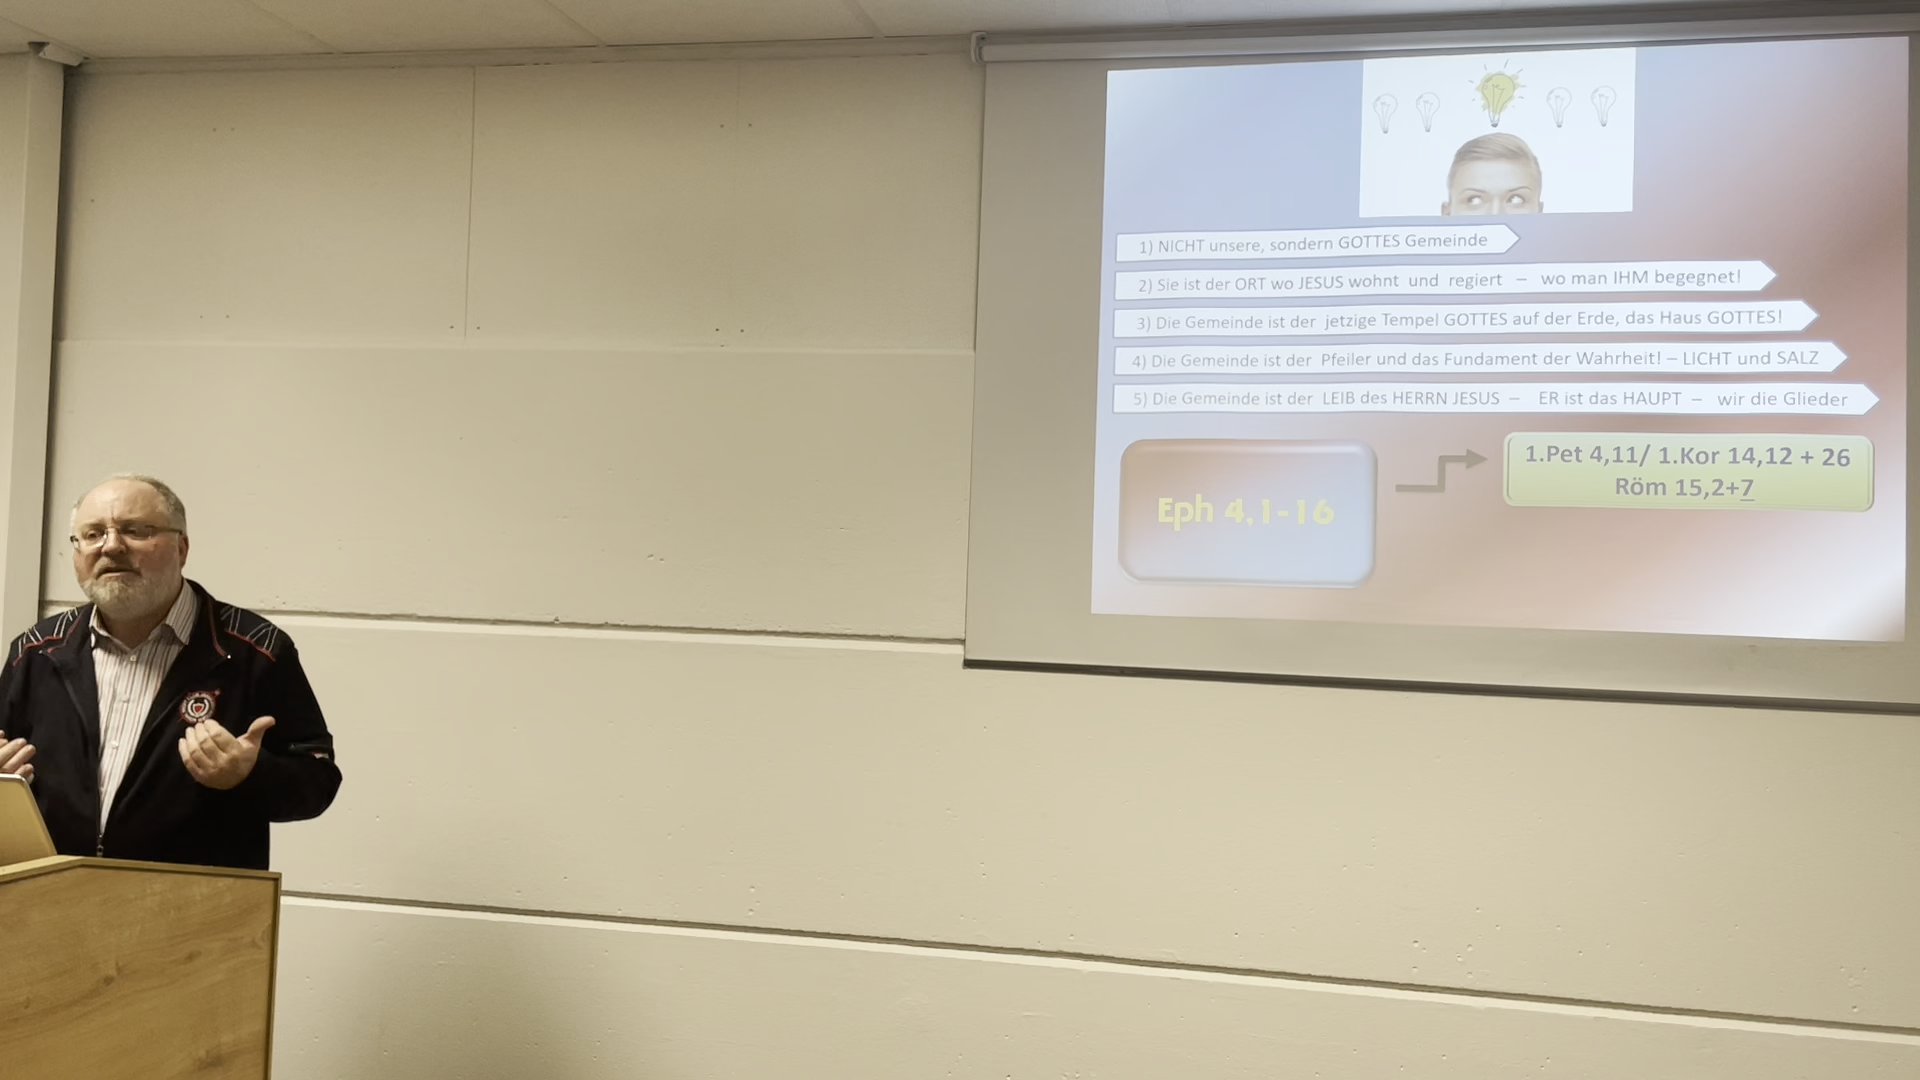 1) NICHT unsere, sondern GOTTES Gemeinde
2) Sie ist der ORT wo JESUS wohnt und regiert – wo man IHM begegnet!
3) Die Gemeinde ist der jetzige Tempel GOTTES auf der Erde, das Haus GOTTES!
4) Die Gemeinde ist der Pfeiler und das Fundament der Wahrheit! – LICHT und SALZ
5) Die Gemeinde ist der LEIB des HERRN JESUS – ER ist das HAUPT – wir die Glieder
Eph 4,1-16
1.Pet 4,11/ 1.Kor 14,12 + 26
Röm 15,2+7